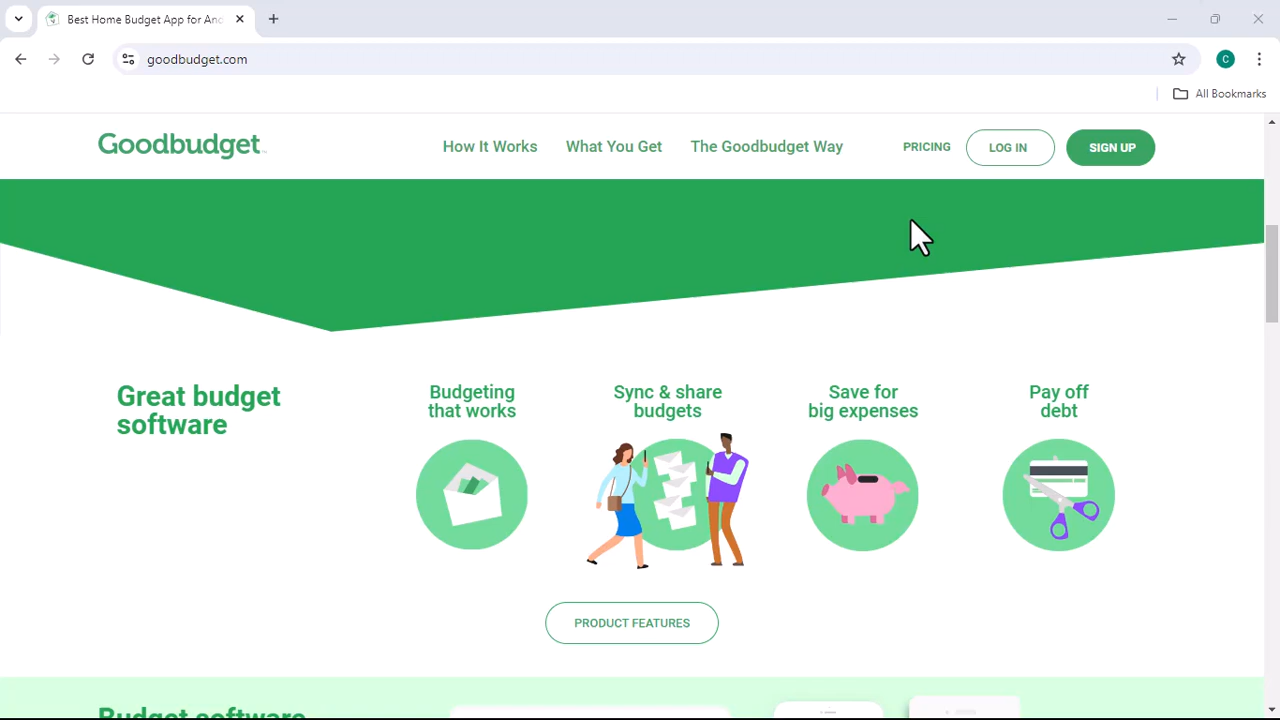 Best Home Budget App for And
goodbudget.com
C
All Bookmarks
Goodbudget
How It Works
What You Get
The Goodbudget Way
PRICING
LOG IN
SIGN UP
Great budget
software
Budgeting
that works
Sync & share
budgets
Save for
big expenses
Pay off
debt
PRODUCT FEATURES
Budget software